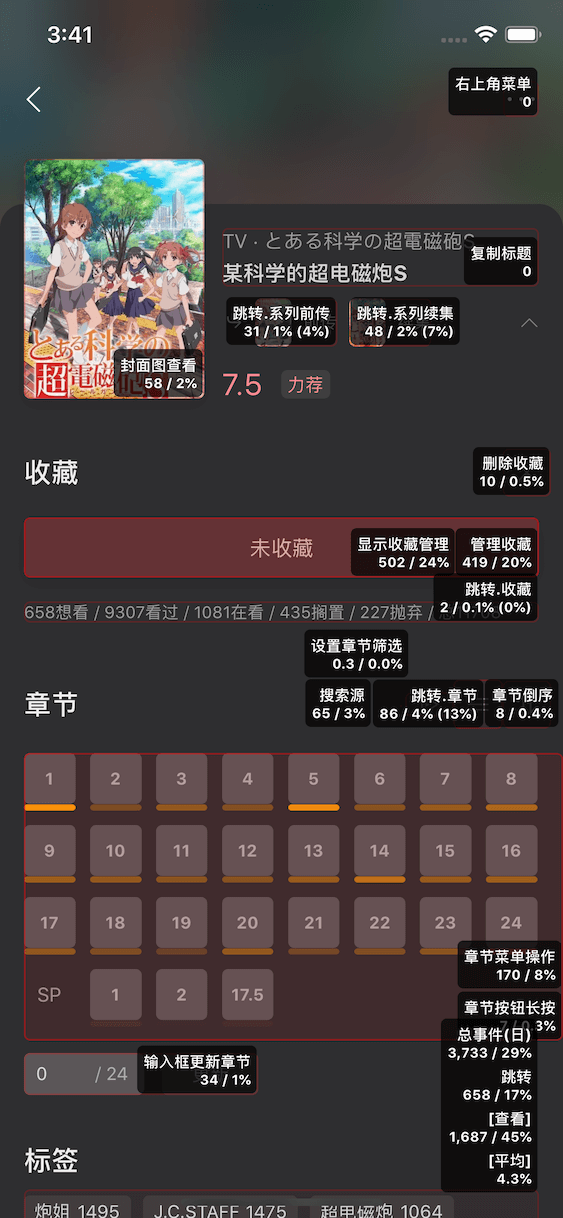 3:41
右上角菜单
0
TV · とある科学の超電磁砲S
复制标题
0
某科学的超电磁炮S
跳转.系列前传
31 / 1% (4%)
跳转.系列续集
48 / 2% (7%)
とある科学の
超電磁
封面图查看
58 / 2%
7.5 力荐
收藏
删除收藏
10 / 0.5%
未收藏
显示收藏管理
502 / 24%
管理收藏
419 / 20%
跳转.收藏
2 / 0.1% (0%)
658想看 / 9307看过 / 1081在看 / 435搁置 / 227抛弃 /
设置章节筛选
0.3 / 0.0%
章节
搜索源
65 / 3%
跳转.章节
86 / 4% (13%)
章节倒序
8 / 0.4%
1 2 3 4 5 6 7 8
9 10 11 12 13 14 15 16
17 18 19 20 21 22 23 24
章节菜单操作
170 / 8%
SP 1 2 17.5
章节按钮长按
7 / 0.3%
总事件(日)
3,733 / 29%
跳转
658 / 17%
[查看]
1,687 / 45%
[平均]
4.3%
0 / 24
输入框更新章节
34 / 1%
标签
炮姐 1495 J.C.STAFF 1475 超电磁炮 1064